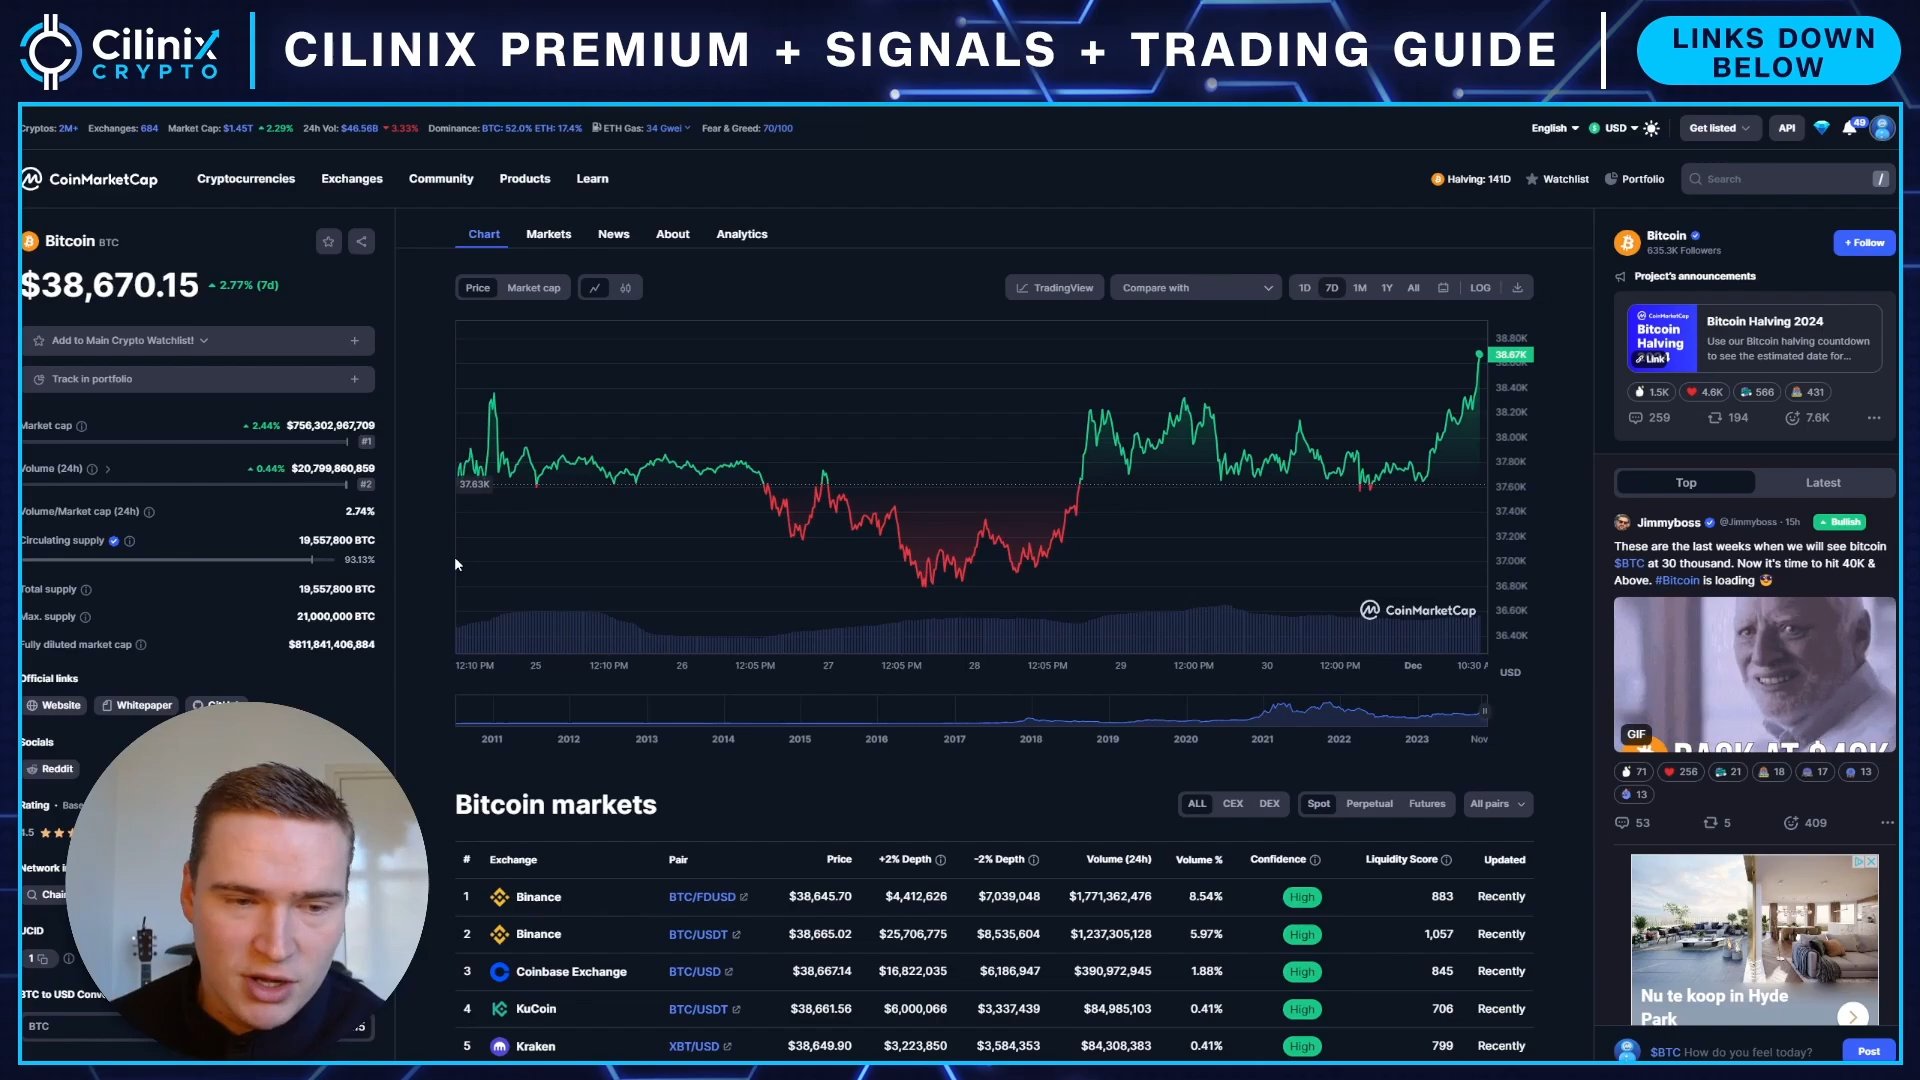 Cilinix
CRYPTO
CILINIX PREMIUM + SIGNALS + TRADING GUIDE
LINKS DOWN
BELOW
Cryptos: 2M+ Exchanges: 684 Market Cap: $1.45T 2.29% 24h Vol: $46.56B 3.33% Dominance: BTC: 52.0% ETH: 17.4% ETH Gas: 34 Gwei Fear & Greed: 70/100
English USD Get listed API 49
CoinMarketCap Cryptocurrencies Exchanges Community Products Learn
Halving: 141D Watchlist Portfolio Search /
Bitcoin BTC
$38,670.15 2.77% (7d)
Add to Main Crypto Watchlist! +
Track in portfolio +
Market cap 2.44% $756,302,967,709
#1
Volume (24h) 0.44% $20,799,860,859
#2
Volume/Market cap (24h) 2.74%
Circulating supply 19,557,800 BTC
93.13%
Total supply 19,557,800 BTC
Max. supply 21,000,000 BTC
Fully diluted market cap $811,841,406,884
Official links
Website Whitepaper
Socials
Reddit
Rating · Base
4.5
Network i
Chain
UCID
1
BTC to USD Conv
BTC
Chart Markets News About Analytics
Price Market cap
TradingView Compare with 1D 7D 1M 1Y All LOG
38.80K
38.67K
38.40K
38.20K
38.00K
37.80K
37.63K
37.60K
37.40K
37.20K
37.00K
36.80K
36.60K
36.40K
CoinMarketCap
12:10 PM 25 12:10 PM 26 12:05 PM 27 12:05 PM 28 12:05 PM 29 12:00 PM 30 12:00 PM Dec 10:30 A
USD
2011 2012 2013 2014 2015 2016 2017 2018 2019 2020 2021 2022 2023 Nov
Bitcoin markets
ALL CEX DEX Spot Perpetual Futures All pairs
# Exchange Pair Price +2% Depth -2% Depth Volume (24h) Volume % Confidence Liquidity Score Updated
1 Binance BTC/FDUSD $38,645.70 $4,412,626 $7,039,048 $1,771,362,476 8.54% High 883 Recently
2 Binance BTC/USDT $38,665.02 $25,706,775 $8,535,604 $1,237,305,128 5.97% High 1,057 Recently
3 Coinbase Exchange BTC/USD $38,667.14 $16,822,035 $6,186,947 $390,972,945 1.88% High 845 Recently
4 KuCoin BTC/USDT $38,661.56 $6,000,066 $3,337,439 $84,985,103 0.41% High 706 Recently
5 Kraken XBT/USD $38,649.90 $3,223,850 $3,584,353 $84,308,383 0.41% High 799 Recently
Bitcoin
635.3K Followers
+ Follow
Project's announcements
CoinMarketCap
Bitcoin
Halving
Link
Bitcoin Halving 2024
Use our Bitcoin halving countdown
to see the estimated date for...
1.5K 4.6K 566 431
259 194 7.6K
Top Latest
Jimmyboss @Jimmyboss · 15h Bullish
These are the last weeks when we will see bitcoin
$BTC at 30 thousand. Now it's time to hit 40K &
Above. #Bitcoin is loading
GIF
BACK AT $40K
71 256 21 18 17 13
13
53 5 409
Nu te koop in Hyde
Park
$BTC How do you feel today? Post